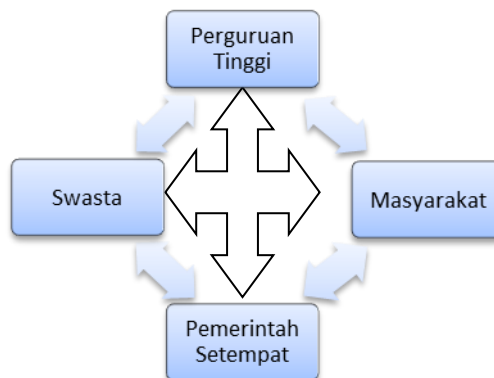 Perguruan
Tinggi
Swasta
Masyarakat
Pemerintah
Setempat